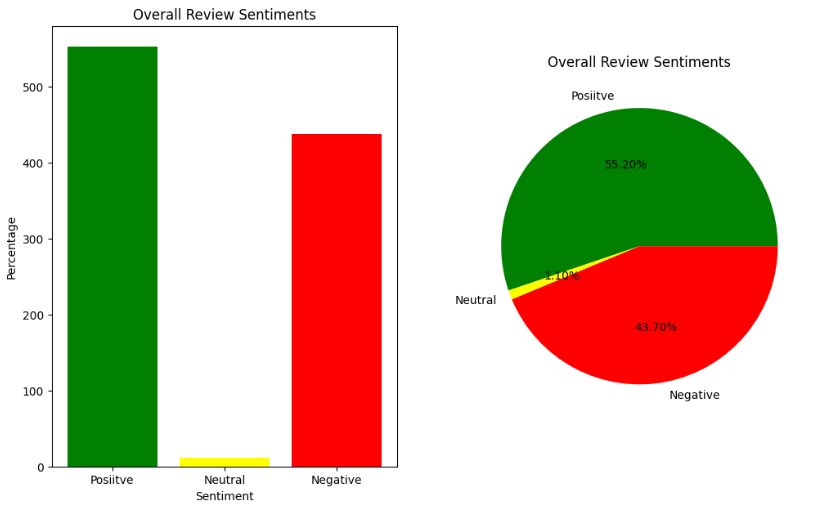 Overall Review Sentiments
Percentage
500
400
300
200
100
0
Posiitve
Neutral
Negative
Sentiment
Overall Review Sentiments
Posiitve
55.20%
1.10%
Neutral
43.70%
Negative